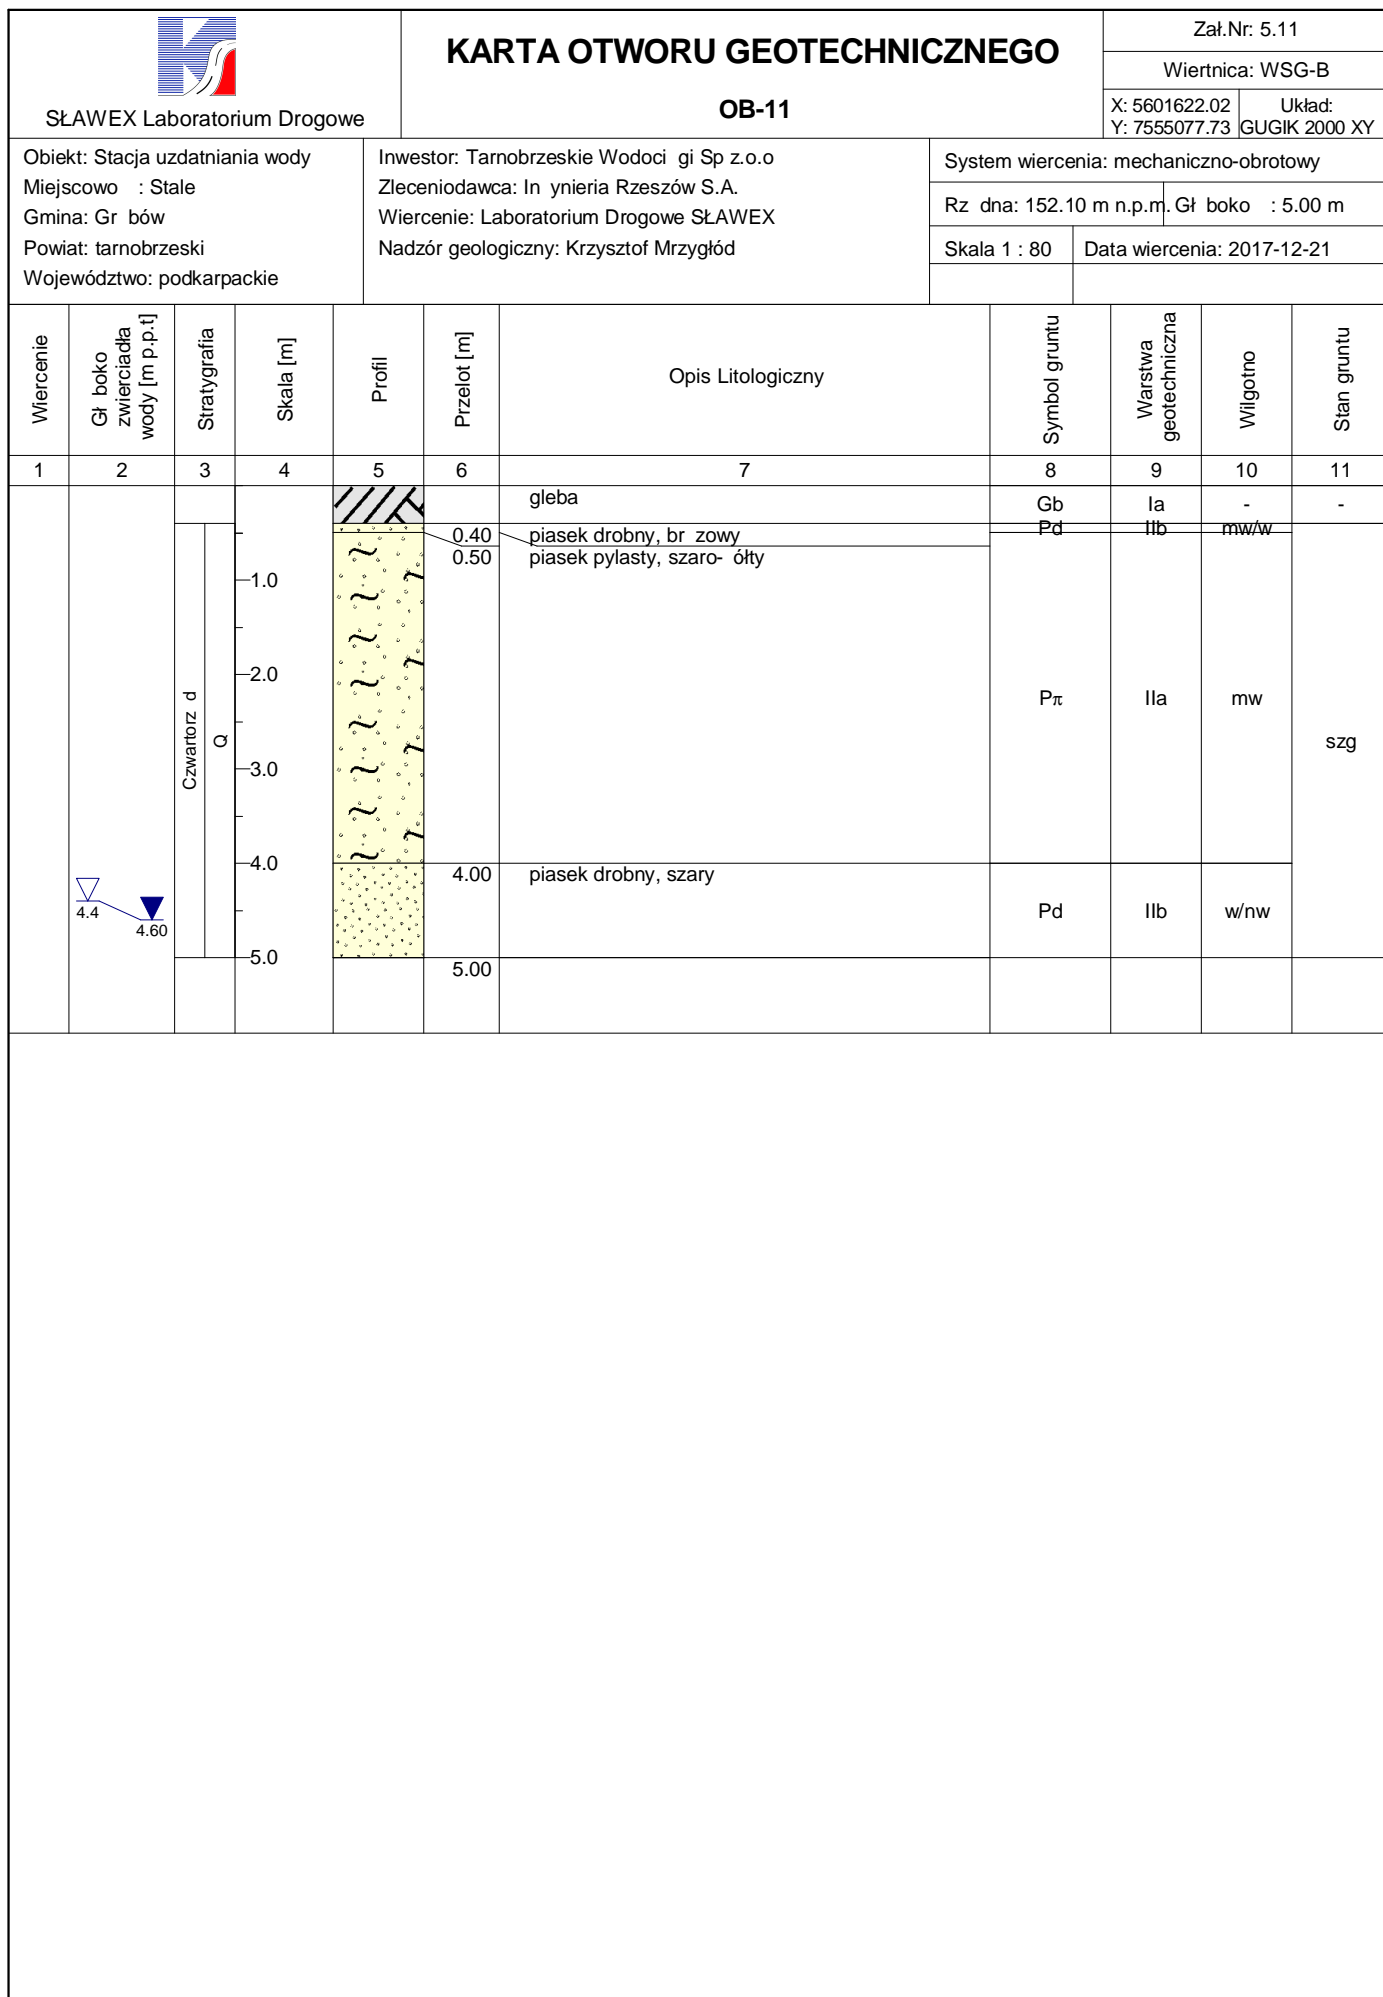 SŁAWEX Laboratorium Drogowe
KARTA OTWORU GEOTECHNICZNEGO
OB-11
Zał.Nr: 5.11
Wiertnica: WSG-B
X: 5601622.02
Y: 7555077.73
Układ:
GUGIK 2000 XY
Obiekt: Stacja uzdatniania wody
Miejscowo : Stale
Gmina: Gr bów
Powiat: tarnobrzeski
Województwo: podkarpackie
Inwestor: Tarnobrzeskie Wodoci gi Sp z.o.o
Zleceniodawca: In ynieria Rzeszów S.A.
Wiercenie: Laboratorium Drogowe SŁAWEX
Nadzór geologiczny: Krzysztof Mrzygłód
System wiercenia: mechaniczno-obrotowy
Rz dna: 152.10 m n.p.m. Gł boko : 5.00 m
Skala 1 : 80 Data wiercenia: 2017-12-21
Wiercenie
Gł boko
zwierciadła
wody [m p.p.t]
Stratygrafia
Skala [m]
Profil
Przelot [m]
Opis Litologiczny
Symbol gruntu
Warstwa
geotechniczna
Wilgotno
Stan gruntu
1 2 3 4 5 6 7 8 9 10 11
gleba Gb Ia - -
0.40 piasek drobny, br zowy Pd IIb mw/w
0.50 piasek pylasty, szaro- ółty
1.0
2.0
Czwartorz d
Q
Pπ IIa mw
szg
3.0
4.0
4.00 piasek drobny, szary
4.4
4.60
Pd IIb w/nw
5.0
5.00